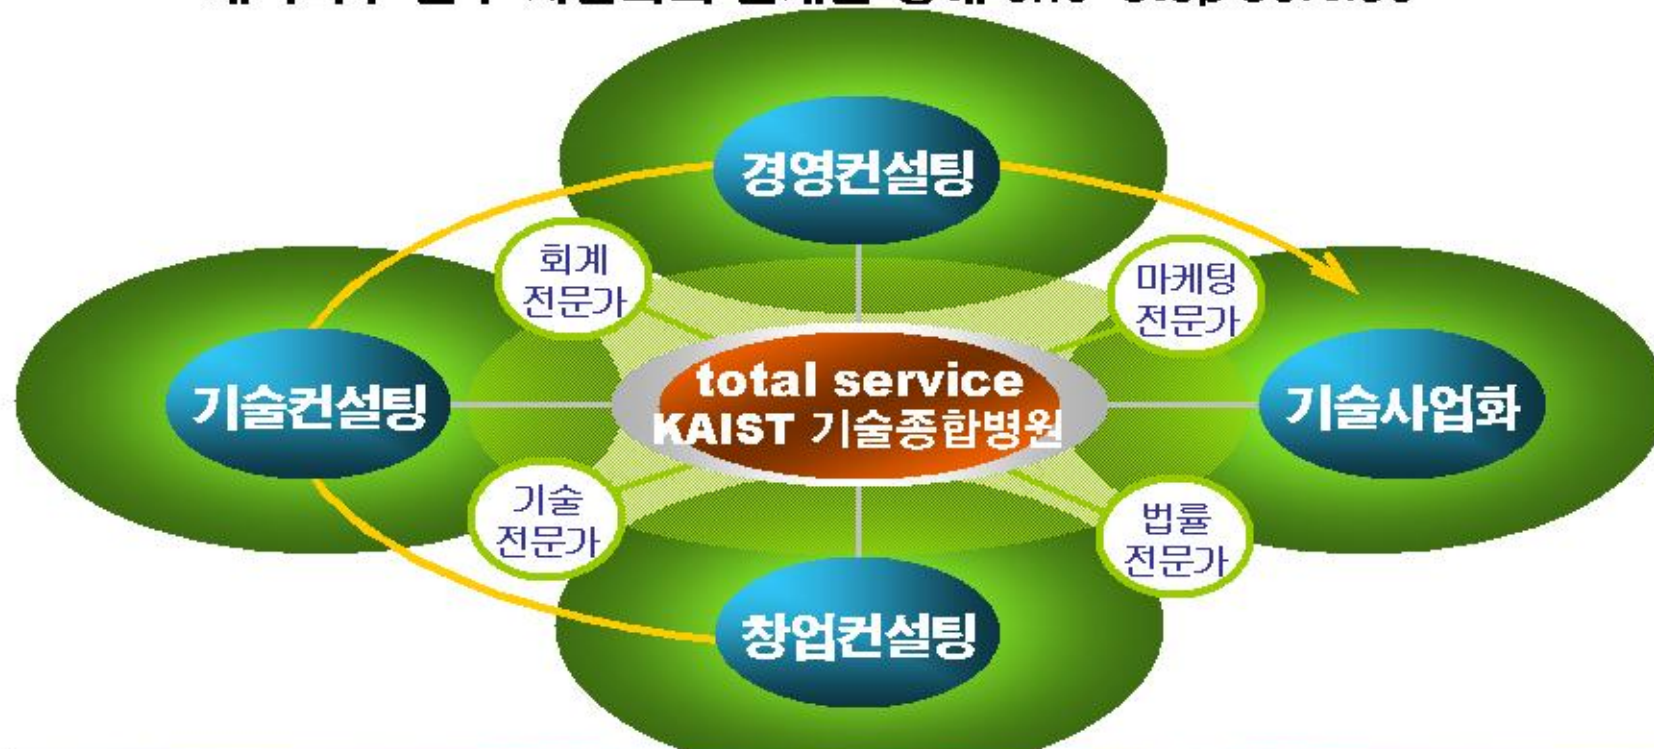 경영컨설팅
회계
전문가
마케팅
전문가
기술컨설팅
total service
KAIST 기술종합병원
기술사업화
기술
전문가
법률
전문가
창업컨설팅